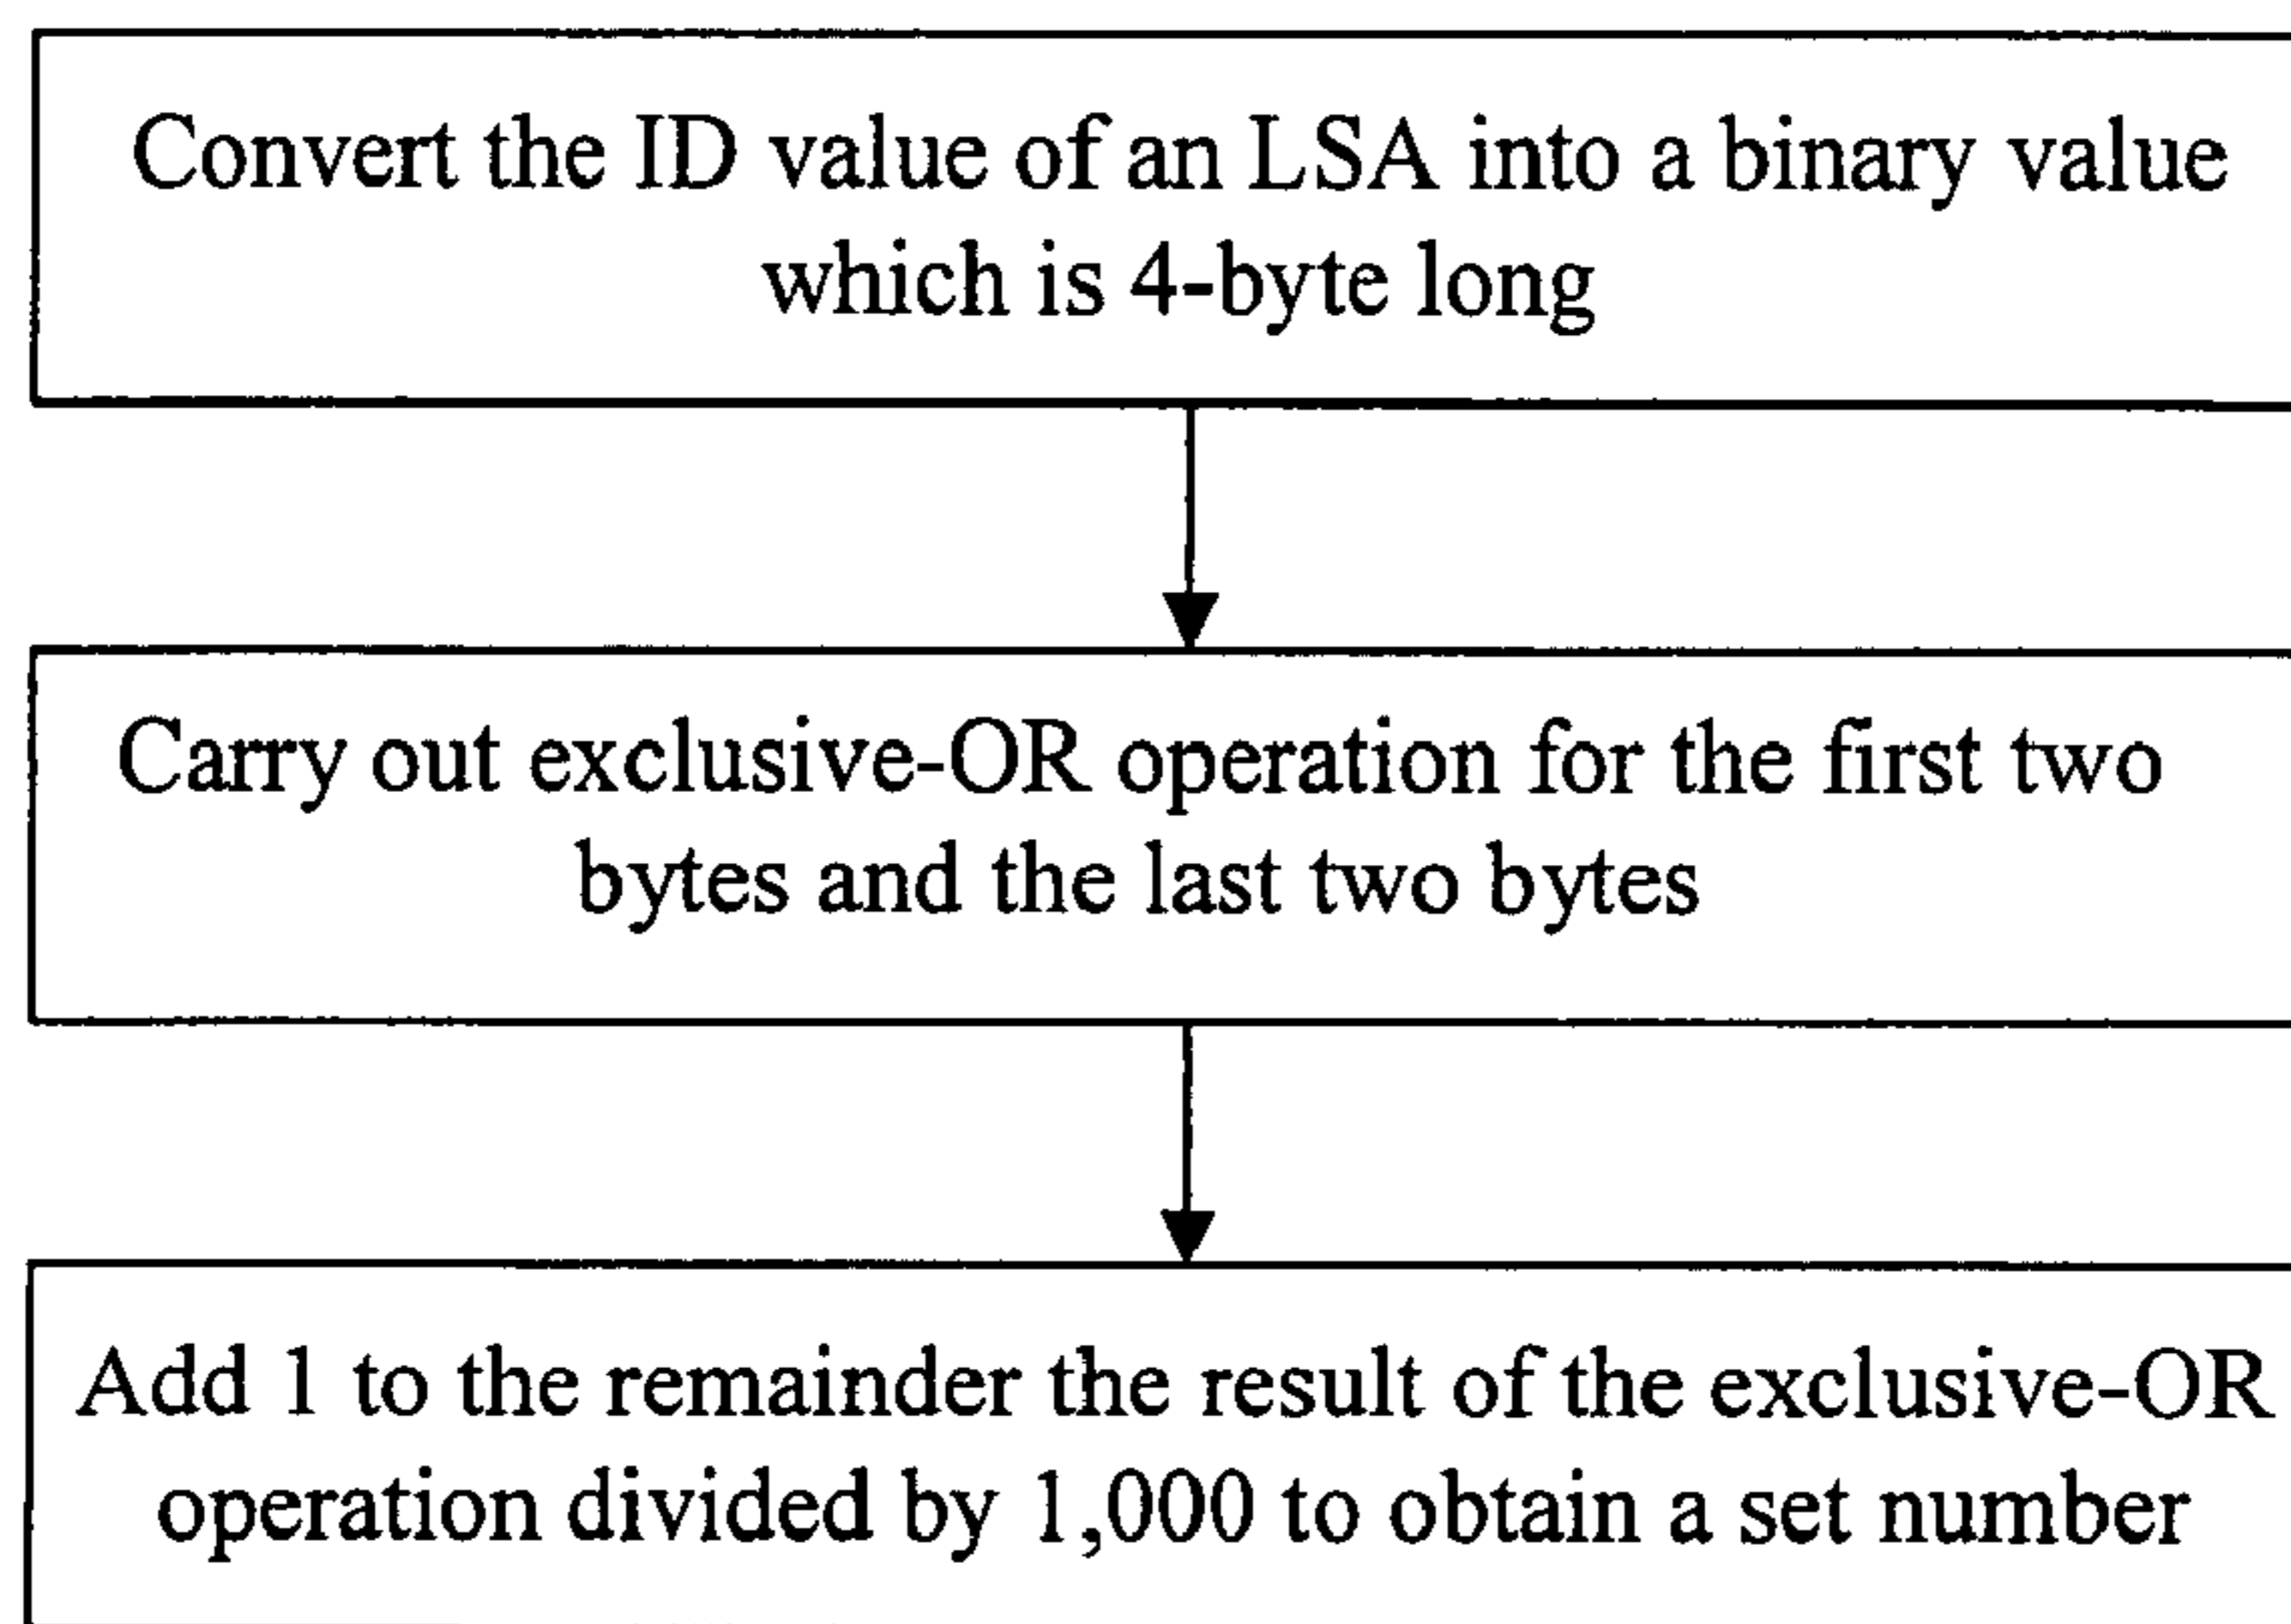 Convert the ID value of an LSA into a binary value
which is 4-byte long
Carry out exclusive-OR operation for the first two
bytes and the last two bytes
Add 1 to the remainder the result of the exclusive-OR
operation divided by 1,000 to obtain a set number